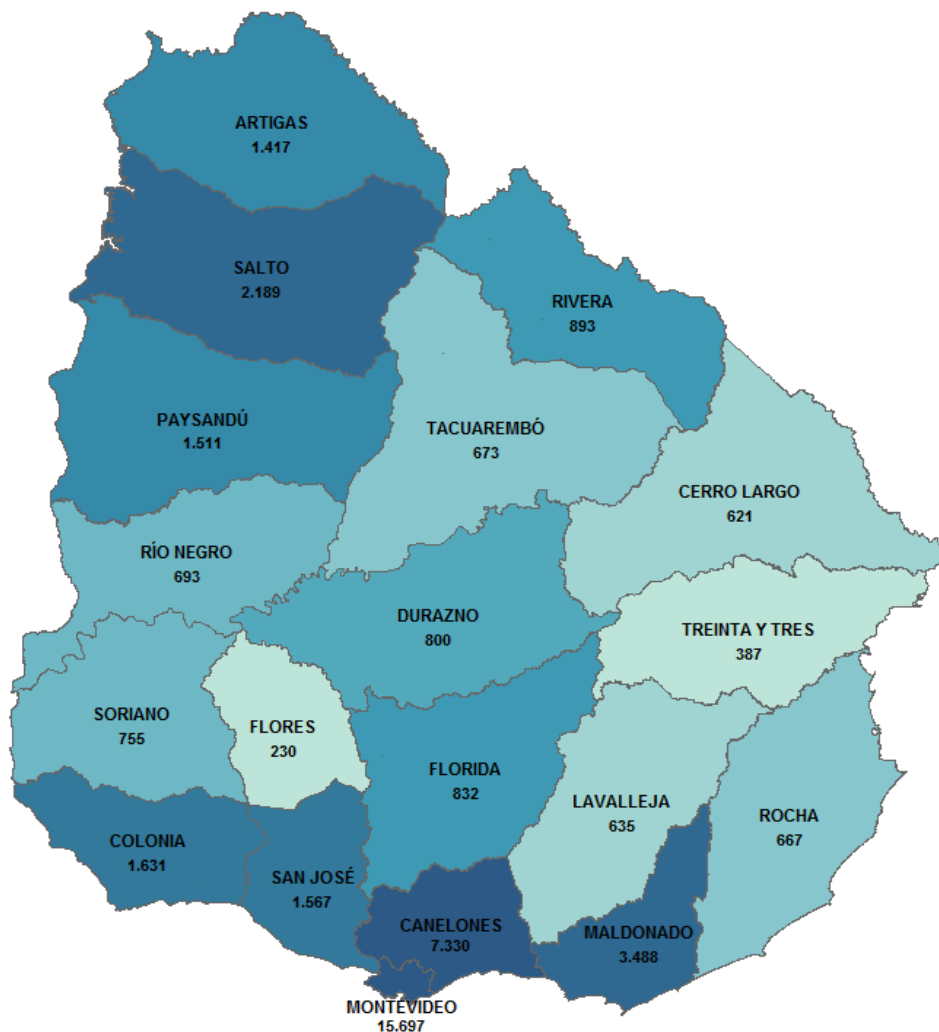 ARTIGAS
1.417
SALTO
2.189
RIVERA
893
PAYSANDÚ
1.511
TACUAREMBÓ
673
CERRO LARGO
621
RÍO NEGRO
693
DURAZNO
800
TREINTA Y TRES
387
SORIANO
755
FLORES
230
FLORIDA
832
LAVALLEJA
635
ROCHA
667
COLONIA
1.631
SAN JOSÉ
1.567
CANELONES
7.330
MALDONADO
3.488
MONTEVIDEO
15.697